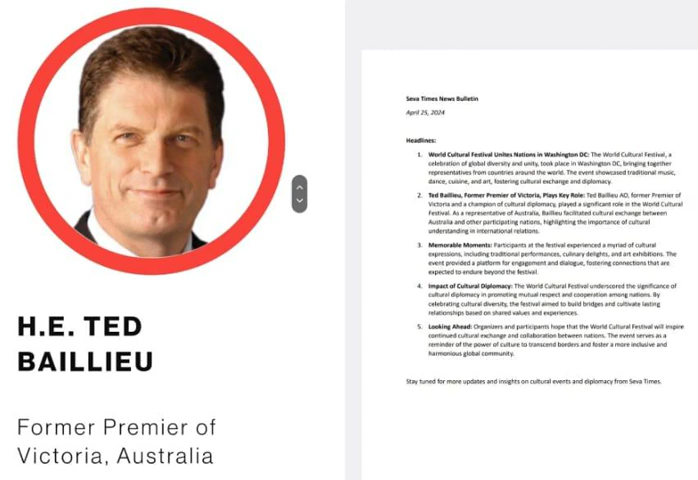 H.E. TED
BAILLIEU
Former Premier of
Victoria, Australia
Seva Times News Bulletin
April 25, 2024
Headlines:
1. World Cultural Festival Unites Nations in Washington DC: The World Cultural Festival, a
celebration of global diversity and unity, took place in Washington DC, bringing together
representatives from countries around the world. The event showcased traditional music,
dance, cuisine, and art, fostering cultural exchange and diplomacy.
2. Ted Baillieu, Former Premier of Victoria, Plays Key Role: Ted Baillieu AO, former Premier of
Victoria and a champion of cultural diplomacy, played a significant role in the World Cultural
Festival. As a representative of Australia, Baillieu facilitated cultural exchange between
Australia and other participating nations, highlighting the importance of cultural
understanding in international relations.
3. Memorable Moments: Participants at the festival experienced a myriad of cultural
expressions, including traditional performances, culinary delights, and art exhibitions. The
event provided a platform for engagement and dialogue, fostering connections that are
expected to endure beyond the festival.
4. Impact of Cultural Diplomacy: The World Cultural Festival underscored the significance of
cultural diplomacy in promoting mutual respect and cooperation among nations. By
celebrating cultural diversity, the festival aimed to build bridges and cultivate lasting
relationships based on shared values and experiences.
5. Looking Ahead: Organizers and participants hope that the World Cultural Festival will inspire
continued cultural exchange and collaboration between nations. The event serves as a
reminder of the power of culture to transcend borders and foster a more inclusive and
harmonious global community.
Stay tuned for more updates and insights on cultural events and diplomacy from Seva Times.